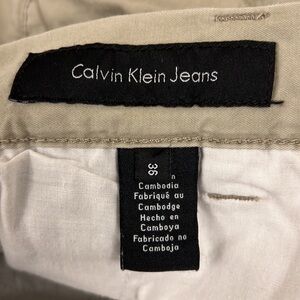 Calvin Klein Jeans
36
n
Cambodia
Fabriqué au
Cambodge
Hecho en
Camboya
Fabricado no
Camboja